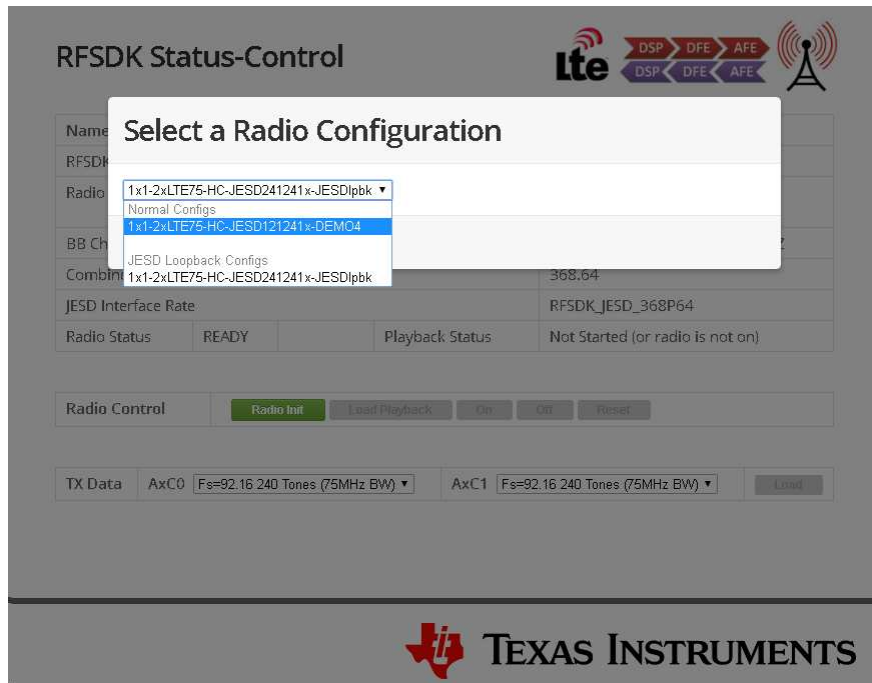 RFSDK Status-Control
Lte
DSP DFE AFE
DSP DFE AFE
Name
Select a Radio Configuration
RFSDK
Radio
1x1-2xLTE75-HC-JESD241241x-JESDlpbk
Normal Configs
1x1-2xLTE75-HC-JESD121241x-DEMO4
BB Ch
JESD Loopback Configs
1x1-2xLTE75-HC-JESD241241x-JESDlpbk
Combin
368.64
JESD Interface Rate RFSDK_JESD_368P64
Radio Status READY Playback Status Not Started (or radio is not on)
Radio Control Radio Init Load Playback On Off Reset
TX Data AxC0 Fs=92.16 240 Tones (75MHz BW) AxC1 Fs=92.16 240 Tones (75MHz BW) Load
TEXAS INSTRUMENTS